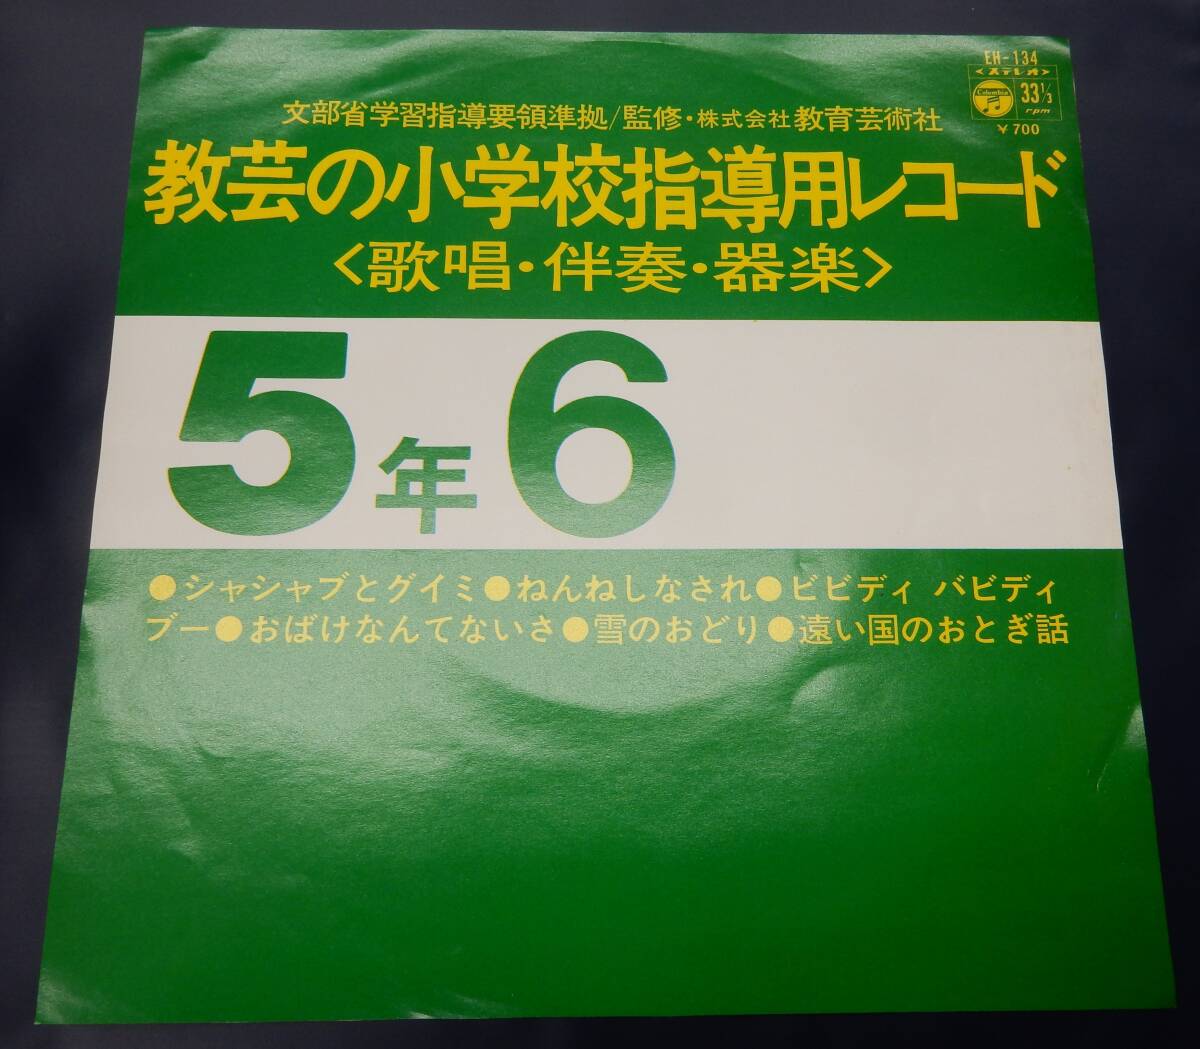 EH-134
<ステレオ>
Columbia
33 1/3
rpm
¥700
文部省学習指導要領準拠/監修・株式会社教育芸術社
教芸の小学校指導用レコード
<歌唱・伴奏・器楽>
5年6
●シャシャブとグイミ●ねんねしなされ●ビビディ バビディ
ブー●おばけなんてないさ●雪のおどり●遠い国のおとぎ話